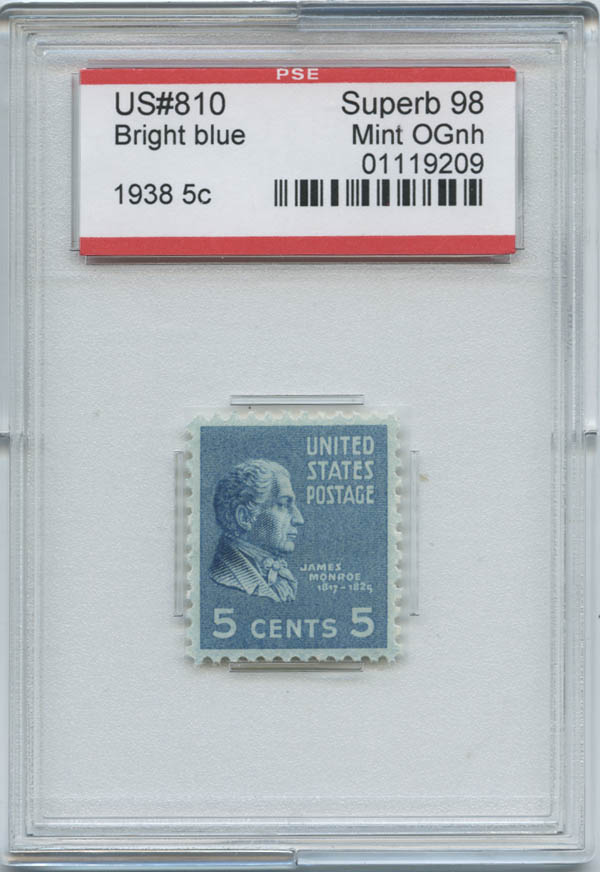 PSE
US#810 Superb 98
Bright blue Mint OGnh
01119209
1938 5c
UNITED
STATES
POSTAGE
JAMES
MONROE
1817-1825
5 CENTS 5